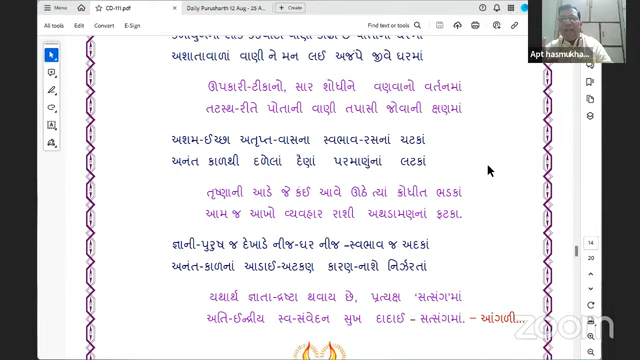 Home
Tools
CD-111.pdf
Daily Purusharth 12 Aug - 25 A...
All tools
Edit
Convert
E-Sign
Find text or tools
Apt hasmukha...
અશાતાવાળાં વાણી ને મન લઈ અજંપે જીવે ઘરમાં
ઊપકારી-ટીકાનો, સાર શોધીને વણવાનો વર્તનમાં
તટસ્થ-રીતે પોતાની વાણી તપાસી જોવાની ક્ષણમાં
અશમ-ઈચ્છા અતૃપ્ત-વાસના સ્વભાવ-રસનાં ચટકાં
અનંત કાળથી દળેલાં દૈણાં પરમાણુંનાં લટકાં
તૃષ્ણાની આડે જે કંઈ આવે ઊઠે ત્યાં ક્રોધીત ભડકાં
આમ જ આખો વ્યવહાર રાશી અથડામણનાં ફટકા.
જ્ઞાની-પુરુષ જ દેખાડે નીજ-ઘર નીજ –સ્વભાવ જ અદકાં
અનંત-કાળનાં આડાઈ-અટકણ કારણ-નાશે નિર્ઝરતાં
યથાર્થ જ્ઞાતા-દ્રષ્ટા થવાય છે, પ્રત્યક્ષ ‘સત્સંગ’માં
અતિ-ઈન્દ્રીય સ્વ-સંવેદન સુખ દાદાઈ – સત્સંગમાં. – આંગળી...
14
20
zoom